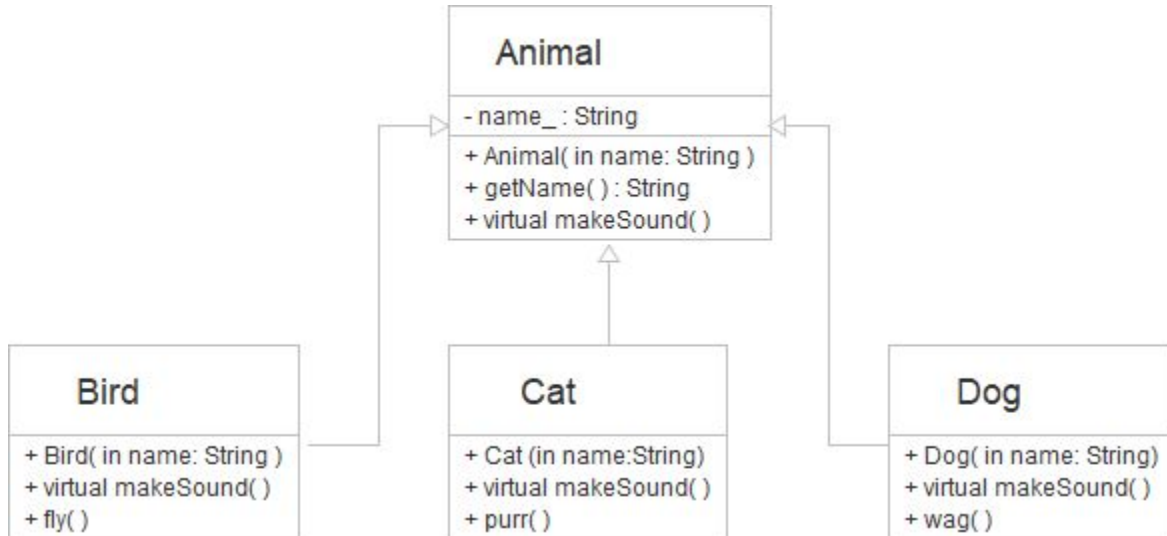 Animal
- name_ : String
+ Animal( in name: String )
+ getName( ) : String
+ virtual makeSound( )
Bird
+ Bird( in name: String )
+ virtual makeSound( )
+ fly( )
Cat
+ Cat (in name:String)
+ virtual makeSound( )
+ purr( )
Dog
+ Dog( in name: String)
+ virtual makeSound( )
+ wag( )